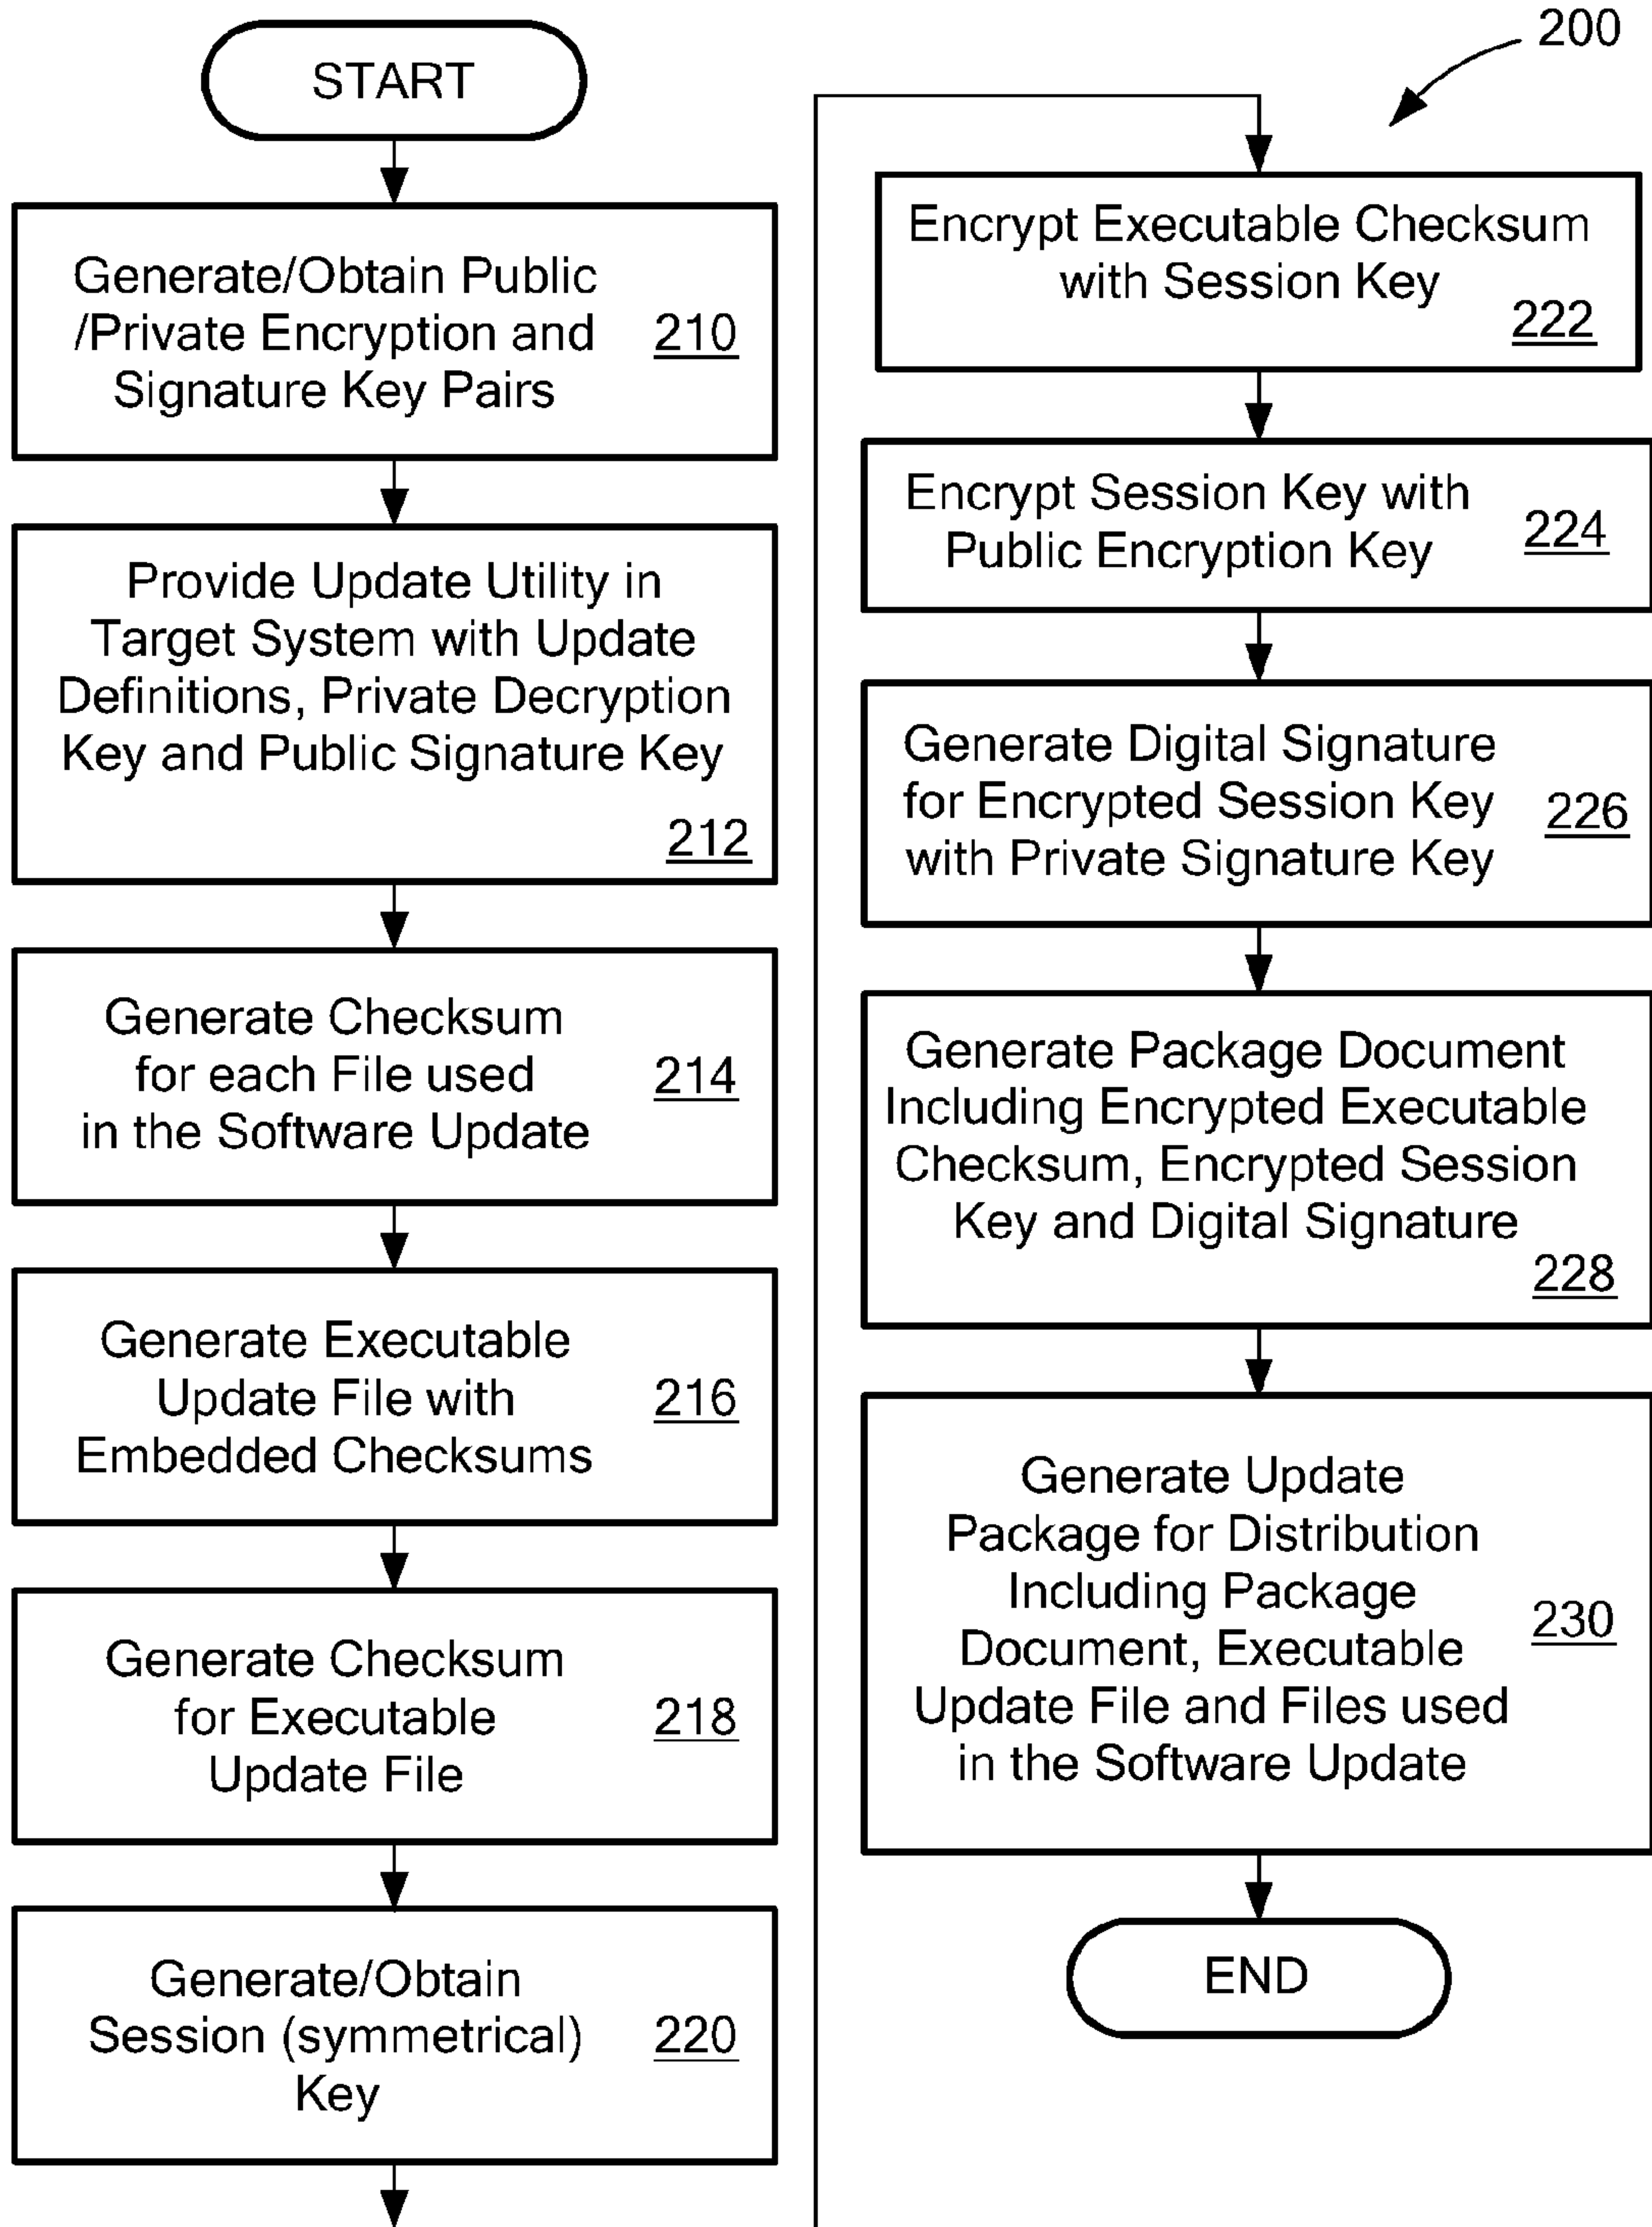 START
Generate/Obtain Public
/Private Encryption and
Signature Key Pairs
210
Provide Update Utility in
Target System with Update
Definitions, Private Decryption
Key and Public Signature Key
212
Generate Checksum
for each File used
in the Software Update
214
Generate Executable
Update File with
Embedded Checksums
216
Generate Checksum
for Executable
Update File
218
Generate/Obtain
Session (symmetrical)
Key
220
200
Encrypt Executable Checksum
with Session Key
222
Encrypt Session Key with
Public Encryption Key
224
Generate Digital Signature
for Encrypted Session Key
with Private Signature Key
226
Generate Package Document
Including Encrypted Executable
Checksum, Encrypted Session
Key and Digital Signature
228
Generate Update
Package for Distribution
Including Package
Document, Executable
Update File and Files used
in the Software Update
230
END